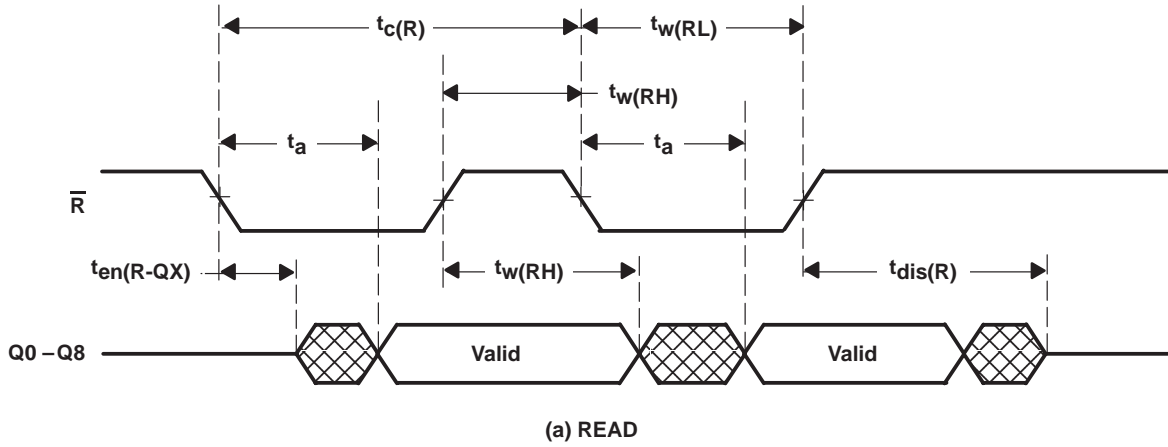 tc(R) tw(RL)
tw(RH)
ta ta
R̅
ten(R-QX) tw(RH) tdis(R)
Q0 – Q8 Valid Valid
(a) READ